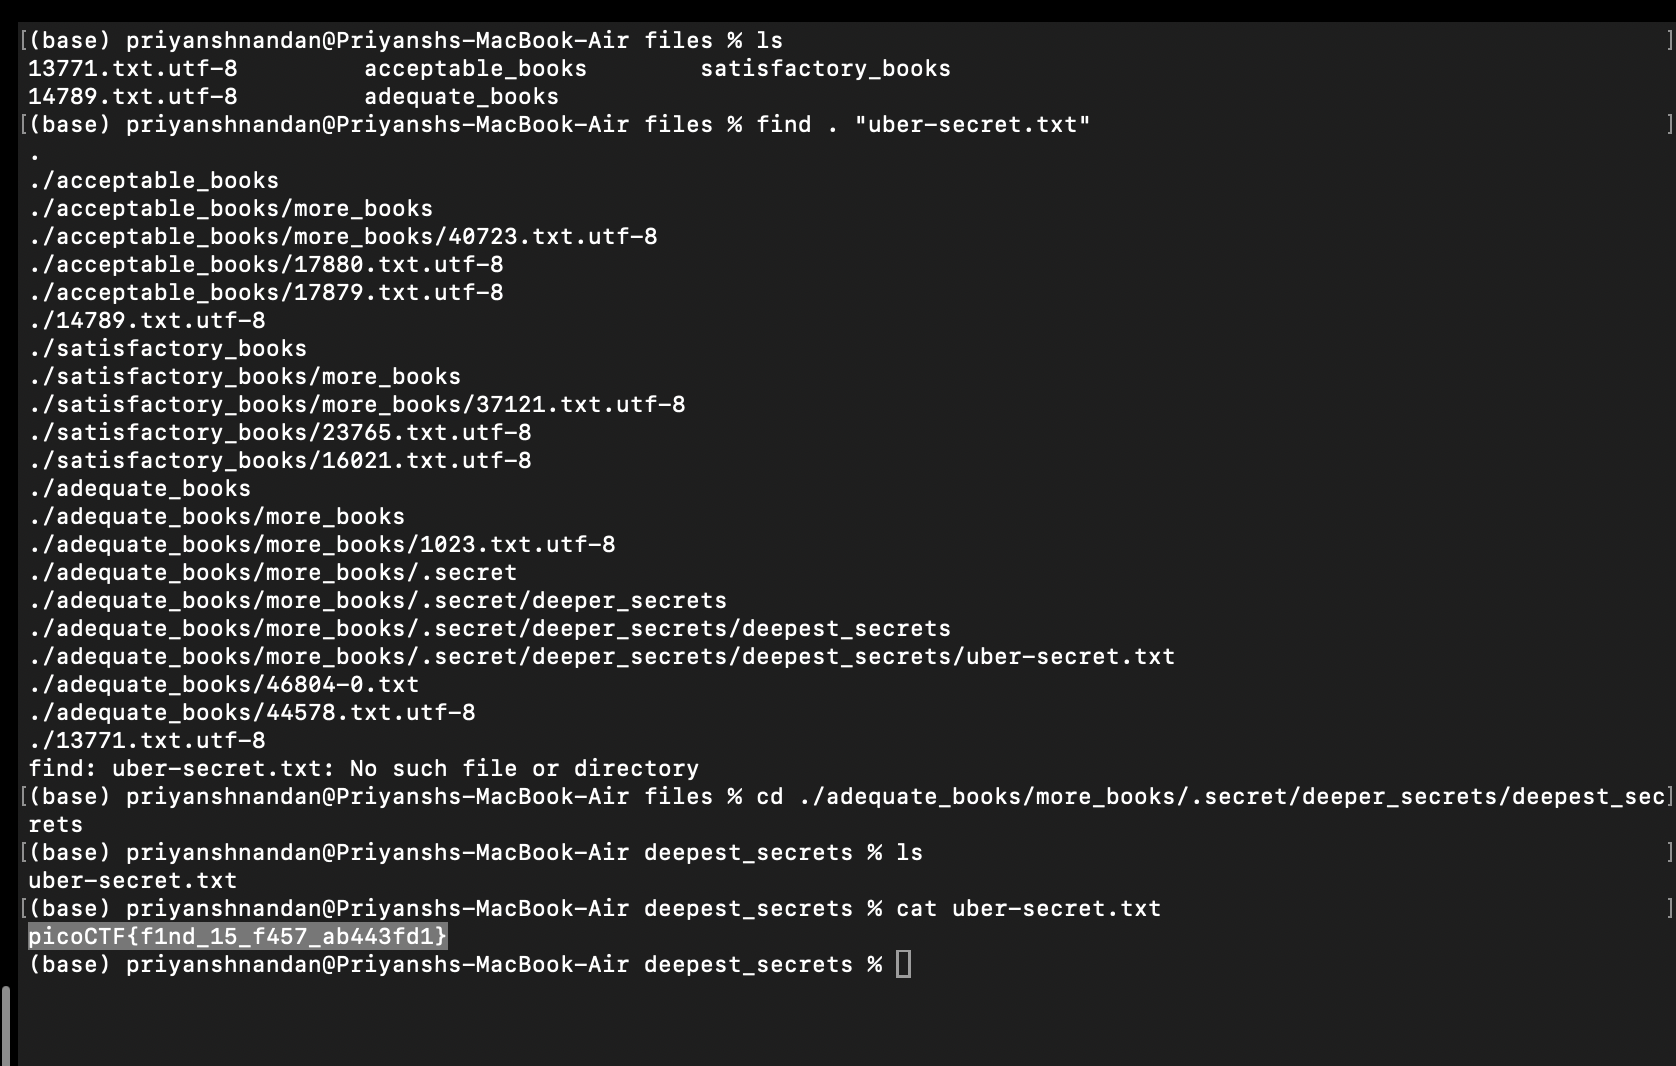 [(base) priyanshnandan@Priyanshs-MacBook-Air files % ls ]
13771.txt.utf-8 acceptable_books satisfactory_books
14789.txt.utf-8 adequate_books
[(base) priyanshnandan@Priyanshs-MacBook-Air files % find . "uber-secret.txt" ]
.
./acceptable_books
./acceptable_books/more_books
./acceptable_books/more_books/40723.txt.utf-8
./acceptable_books/17880.txt.utf-8
./acceptable_books/17879.txt.utf-8
./14789.txt.utf-8
./satisfactory_books
./satisfactory_books/more_books
./satisfactory_books/more_books/37121.txt.utf-8
./satisfactory_books/23765.txt.utf-8
./satisfactory_books/16021.txt.utf-8
./adequate_books
./adequate_books/more_books
./adequate_books/more_books/1023.txt.utf-8
./adequate_books/more_books/.secret
./adequate_books/more_books/.secret/deeper_secrets
./adequate_books/more_books/.secret/deeper_secrets/deepest_secrets
./adequate_books/more_books/.secret/deeper_secrets/deepest_secrets/uber-secret.txt
./adequate_books/46804-0.txt
./adequate_books/44578.txt.utf-8
./13771.txt.utf-8
find: uber-secret.txt: No such file or directory
[(base) priyanshnandan@Priyanshs-MacBook-Air files % cd ./adequate_books/more_books/.secret/deeper_secrets/deepest_sec]
rets
[(base) priyanshnandan@Priyanshs-MacBook-Air deepest_secrets % ls ]
uber-secret.txt
[(base) priyanshnandan@Priyanshs-MacBook-Air deepest_secrets % cat uber-secret.txt ]
picoCTF{f1nd_15_f457_ab443fd1}
(base) priyanshnandan@Priyanshs-MacBook-Air deepest_secrets %